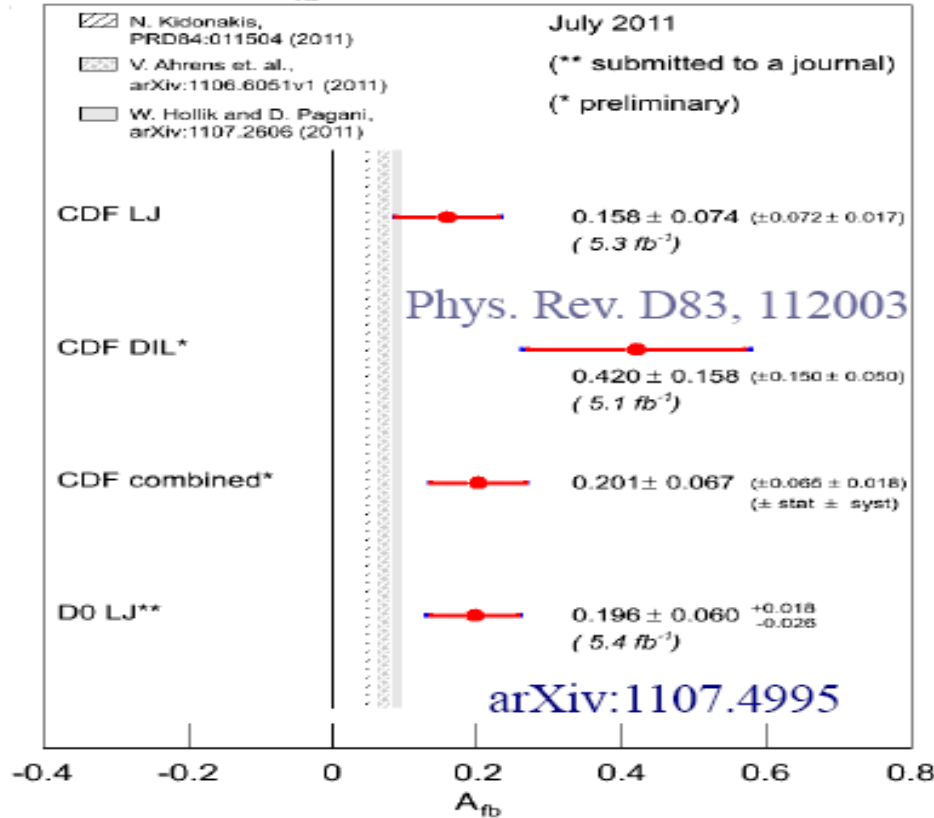 N. Kidonakis,
PRD84:011504 (2011)
V. Ahrens et. al.,
arXiv:1106.6051v1 (2011)
W. Hollik and D. Pagani,
arXiv:1107.2606 (2011)
July 2011
(** submitted to a journal)
(* preliminary)
CDF LJ
0.158 ± 0.074 (±0.072 ± 0.017)
( 5.3 fb⁻¹)
Phys. Rev. D83, 112003
CDF DIL*
0.420 ± 0.158 (±0.150 ± 0.050)
( 5.1 fb⁻¹)
CDF combined*
0.201± 0.067 (±0.065 ± 0.018)
(± stat ± syst)
D0 LJ**
0.196 ± 0.060 +0.018 -0.026
( 5.4 fb⁻¹)
arXiv:1107.4995
-0.4 -0.2 0 0.2 0.4 0.6 0.8
A_fb